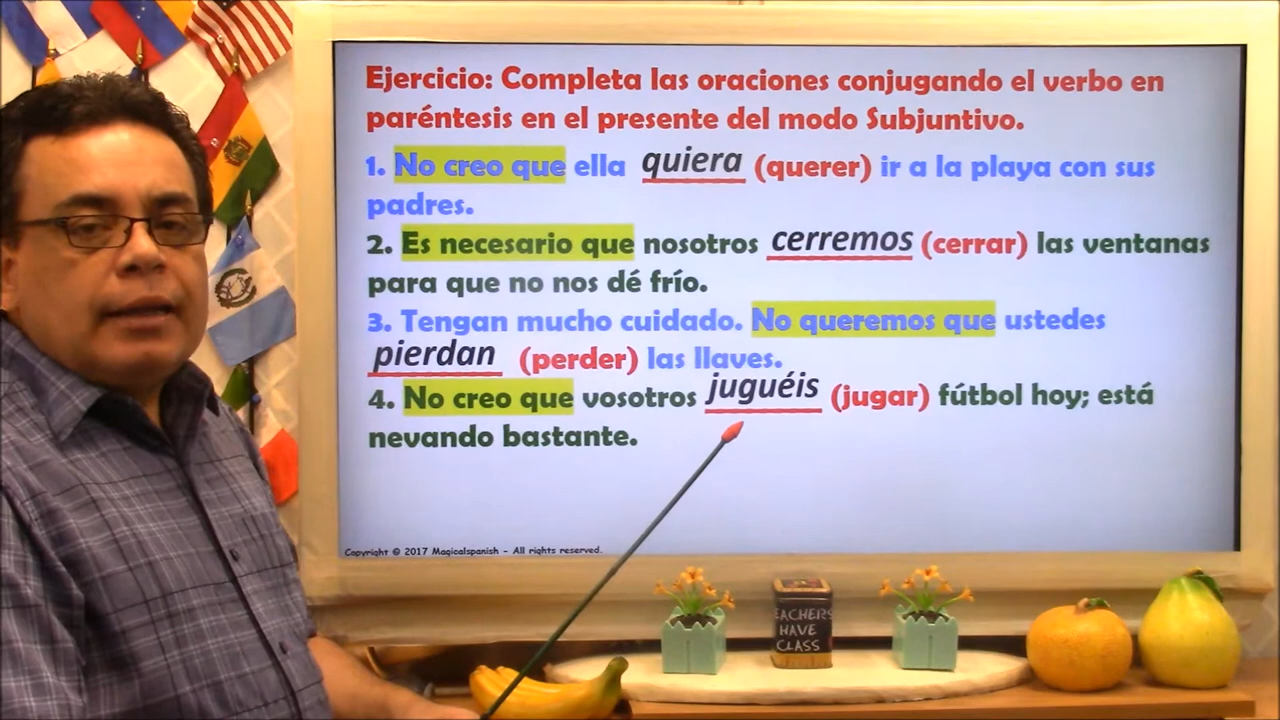 Ejercicio: Completa las oraciones conjugando el verbo en
paréntesis en el presente del modo Subjuntivo.
1. No creo que ella quiera (querer) ir a la playa con sus
padres.
2. Es necesario que nosotros cerremos (cerrar) las ventanas
para que no nos dé frío.
3. Tengan mucho cuidado. No queremos que ustedes
pierdan (perder) las llaves.
4. No creo que vosotros juguéis (jugar) fútbol hoy; está
nevando bastante.
Copyright © 2017 Magicalspanish - All rights reserved.
EACHERS
HAVE
CLASS